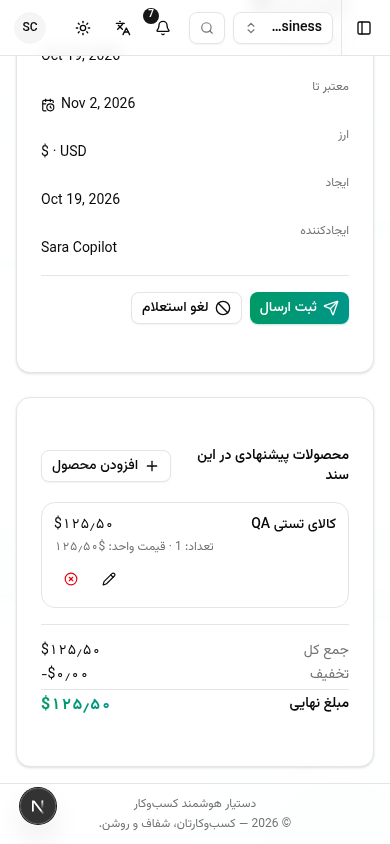 SC
7
...siness
Oct 19, 2026
معتبر تا
Nov 2, 2026
ارز
$ · USD
ایجاد
Oct 19, 2026
ایجادکننده
Sara Copilot
ثبت ارسال
لغو استعلام
محصولات پیشنهادی در این سند
افزودن محصول
کالای تستی QA
$۱۲۵٫۵۰
تعداد: 1 · قیمت واحد: $۱۲۵٫۵۰
جمع کل
$۱۲۵٫۵۰
تخفیف
-$۰٫۰۰
مبلغ نهایی
$۱۲۵٫۵۰
دستیار هوشمند کسب‌وکار
© 2026 — کسب‌وکارتان، شفاف و روشن.
N